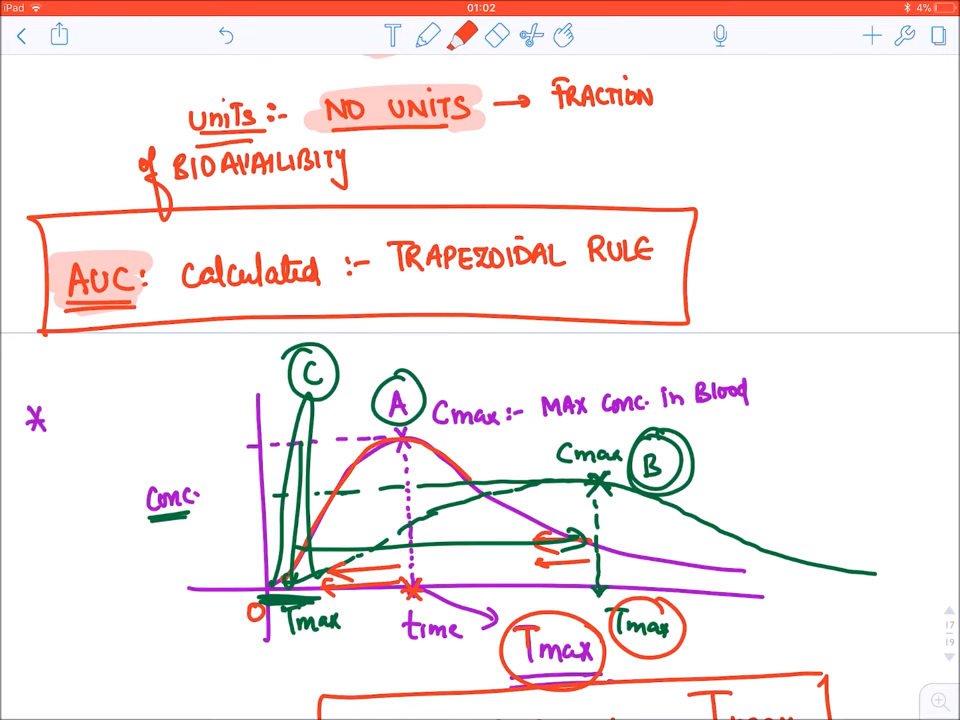 iPad 01:02 4%
units :- NO UNITS → FRACTION
of BIOAVAILIBITY
AUC: Calculated :- TRAPEZOIDAL RULE
*
C
A
Cmax :- MAX Conc. in Blood
Cmax B
Conc.
O
Tmax
time
Tmax
Tmax
17
19